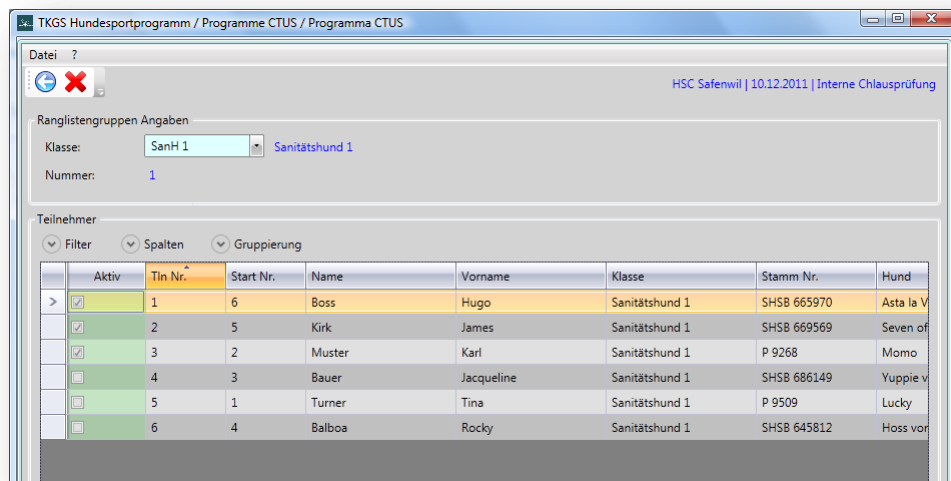 TKGS Hundesportprogramm / Programme CTUS / Programma CTUS
Datei ?
HSC Safenwil | 10.12.2011 | Interne Chlausprüfung
Ranglistengruppen Angaben
Klasse: SanH 1 Sanitätshund 1
Nummer: 1
Teilnehmer
Filter Spalten Gruppierung
Aktiv Tln Nr. Start Nr. Name Vorname Klasse Stamm Nr. Hund
1 6 Boss Hugo Sanitätshund 1 SHSB 665970 Asta la V
2 5 Kirk James Sanitätshund 1 SHSB 669569 Seven of
3 2 Muster Karl Sanitätshund 1 P 9268 Momo
4 3 Bauer Jacqueline Sanitätshund 1 SHSB 686149 Yuppie v
5 1 Turner Tina Sanitätshund 1 P 9509 Lucky
6 4 Balboa Rocky Sanitätshund 1 SHSB 645812 Hoss vor